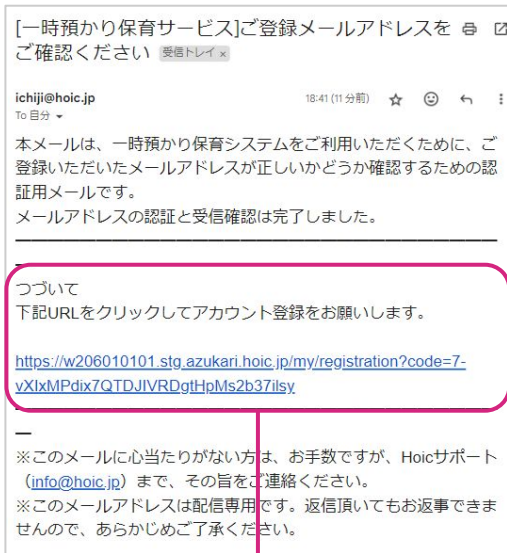 [一時預かり保育サービス]ご登録メールアドレスを
ご確認ください 受信トレイ ×
ichiji@hoic.jp 18:41 (11 分前)
To 自分
本メールは、一時預かり保育システムをご利用いただくために、ご
登録いただいたメールアドレスが正しいかどうか確認するための認
証用メールです。
メールアドレスの認証と受信確認は完了しました。
つづいて
下記URLをクリックしてアカウント登録をお願いします。
https://w206010101.stg.azukari.hoic.jp/my/registration?code=7-
vXIxMPdix7QTDJIVRDgtHpMs2b37ilsy
※このメールに心当たりがない方は、お手数ですが、Hoicサポート
（info@hoic.jp）まで、その旨をご連絡ください。
※このメールアドレスは配信専用です。返信頂いてもお返事できま
せんので、あらかじめご了承ください。